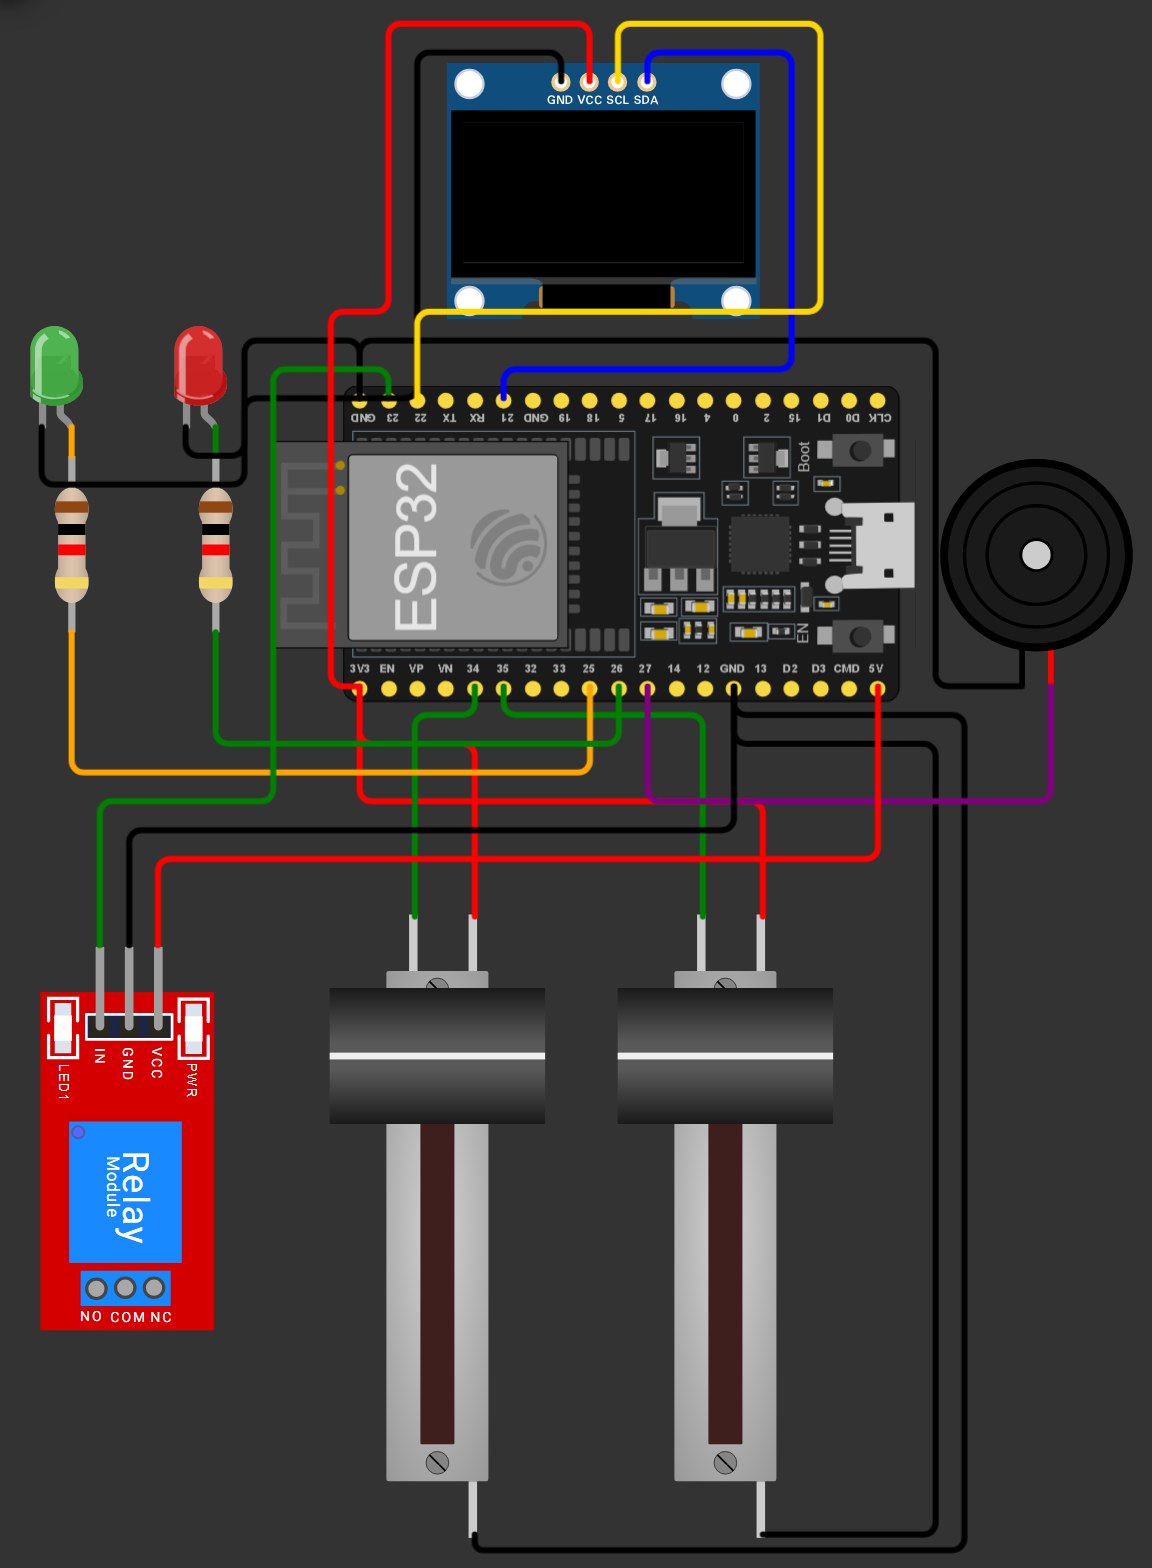 GND VCC SCL SDA
GND 23 22 TX RX 21 GND 19 18 5 17 16 4 0 2 15 D1 D0 CLK
Boot
ESP32
EN
3V3 EN VP VN 34 35 32 33 25 26 27 14 12 GND 13 D2 D3 CMD 5V
IN GND VCC
LED1 PWR
Relay
Module
NO COM NC